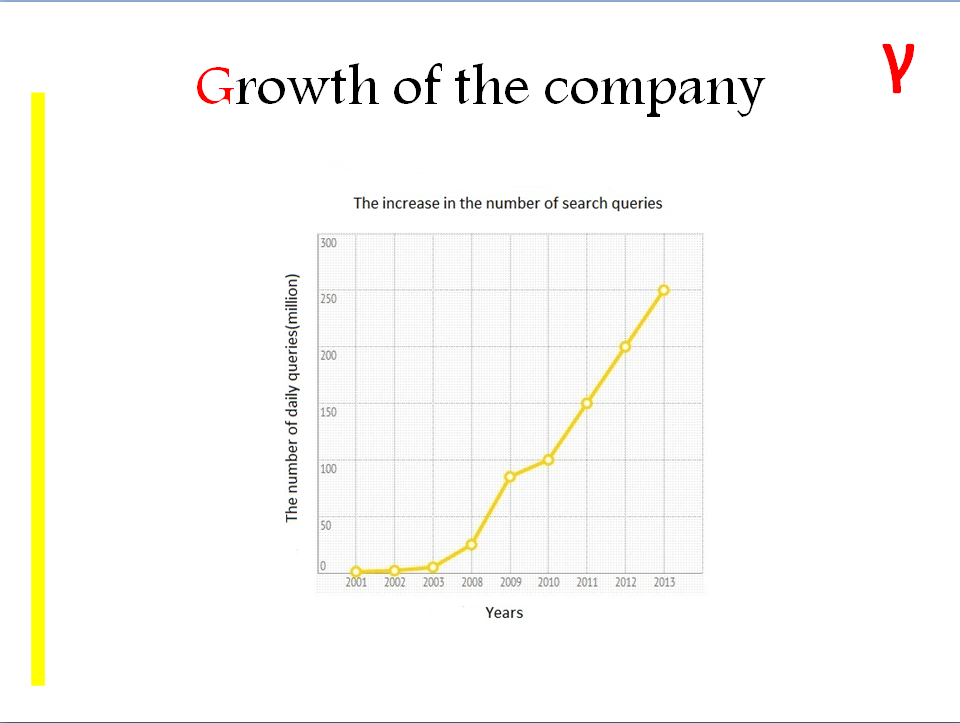 Growth of the company
Y
The increase in the number of search queries
The number of daily queries(million)
300
250
200
150
100
50
0
2001 2002 2003 2008 2009 2010 2011 2012 2013
Years